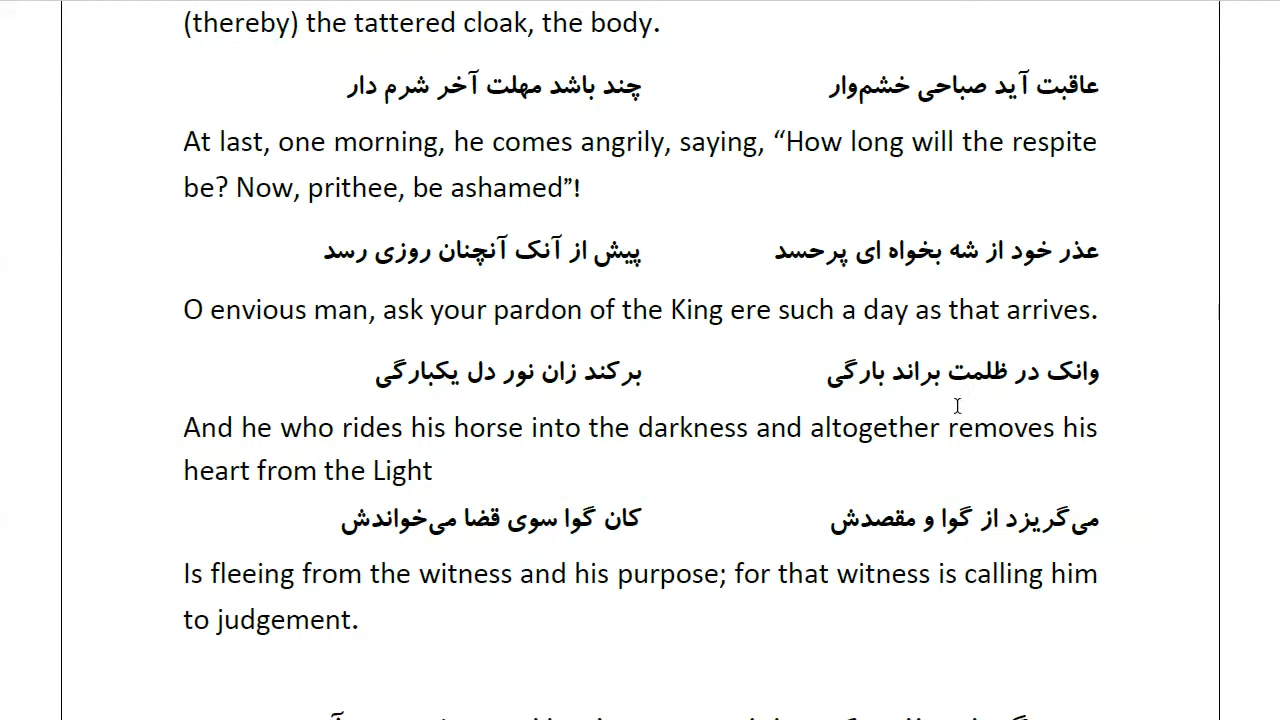 (thereby) the tattered cloak, the body.
عاقبت آید صباحی خشم‌وار چند باشد مهلت آخر شرم دار
At last, one morning, he comes angrily, saying, “How long will the respite
be? Now, prithee, be ashamed”!
عذر خود از شه بخواه ای پرحسد پیش از آنک آنچنان روزی رسد
O envious man, ask your pardon of the King ere such a day as that arrives.
وانک در ظلمت براند بارگی برکند زان نور دل یکبارگی
And he who rides his horse into the darkness and altogether removes his
heart from the Light
می‌گریزد از گوا و مقصدش کان گوا سوی قضا می‌خواندش
Is fleeing from the witness and his purpose; for that witness is calling him
to judgement.